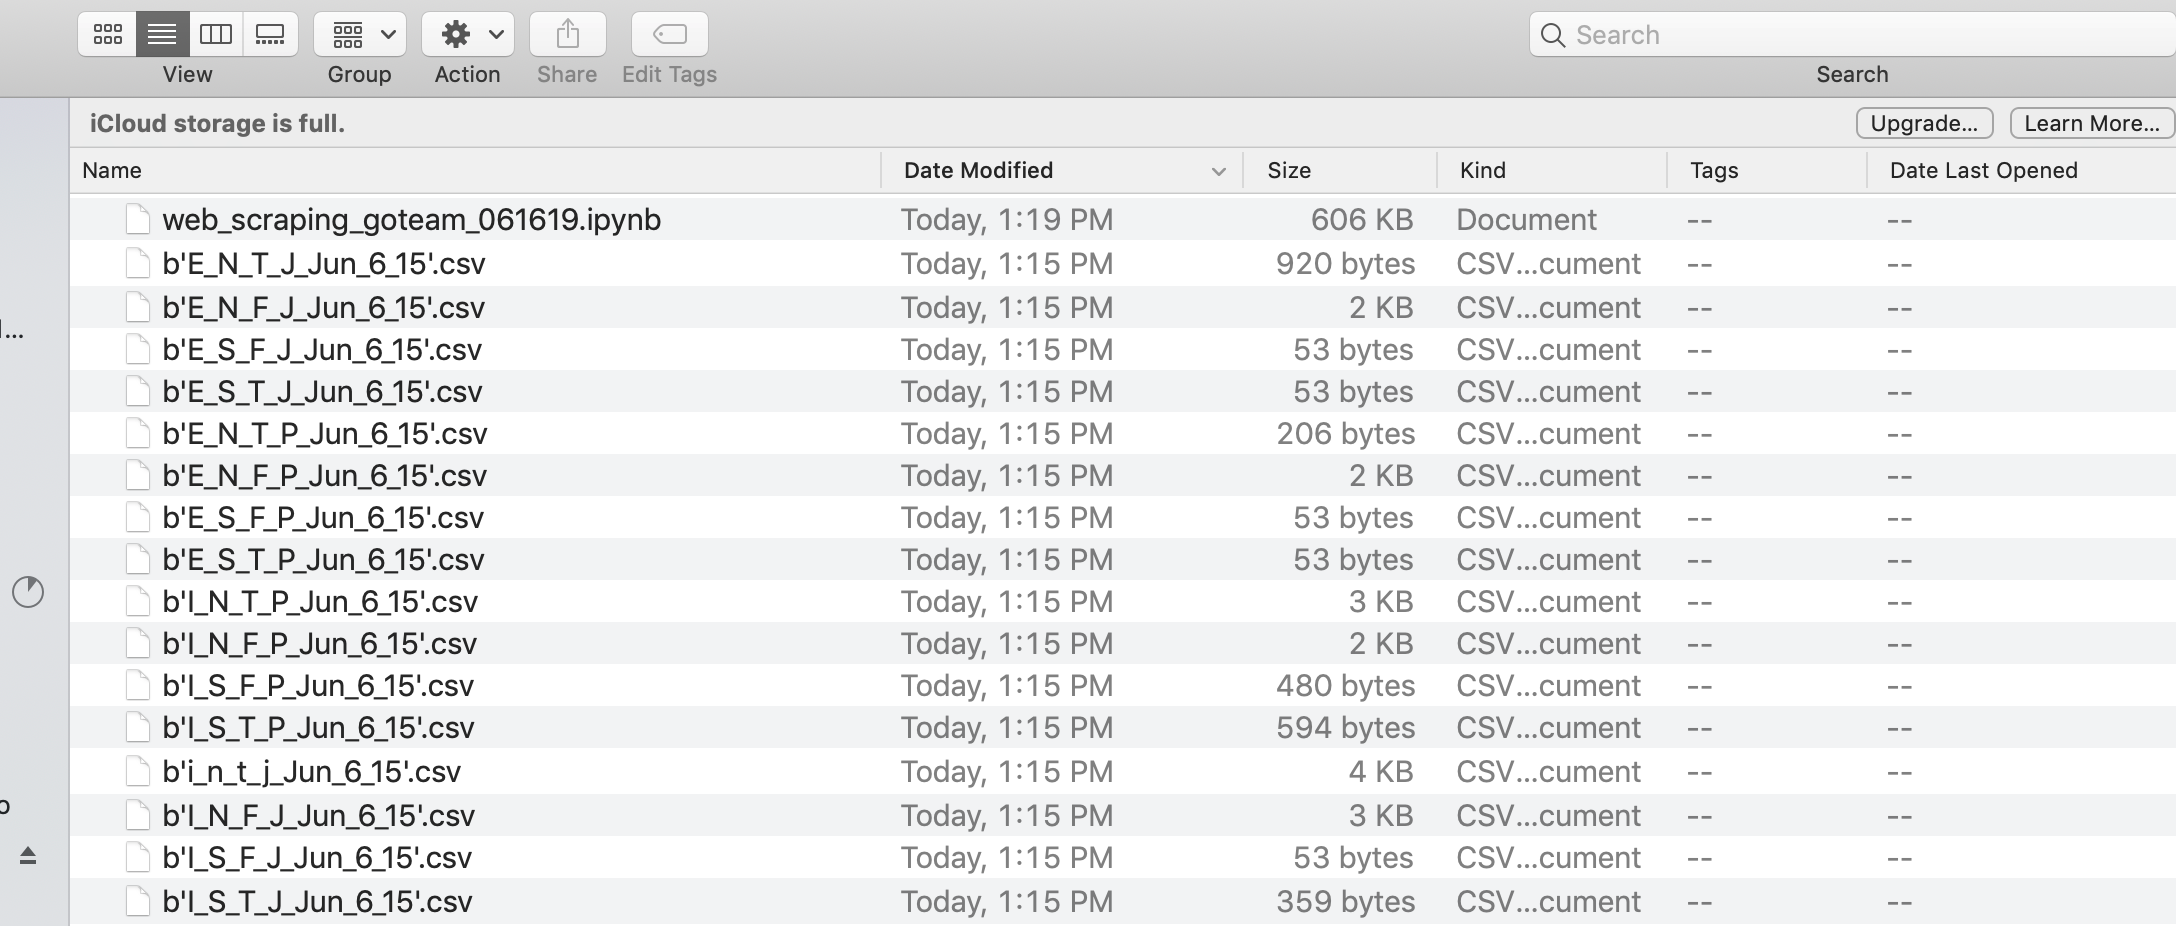 Search
View Group Action Share Edit Tags Search
iCloud storage is full. Upgrade... Learn More...
Name Date Modified Size Kind Tags Date Last Opened
web_scraping_goteam_061619.ipynb Today, 1:19 PM 606 KB Document -- --
b'E_N_T_J_Jun_6_15'.csv Today, 1:15 PM 920 bytes CSV...cument -- --
b'E_N_F_J_Jun_6_15'.csv Today, 1:15 PM 2 KB CSV...cument -- --
b'E_S_F_J_Jun_6_15'.csv Today, 1:15 PM 53 bytes CSV...cument -- --
b'E_S_T_J_Jun_6_15'.csv Today, 1:15 PM 53 bytes CSV...cument -- --
b'E_N_T_P_Jun_6_15'.csv Today, 1:15 PM 206 bytes CSV...cument -- --
b'E_N_F_P_Jun_6_15'.csv Today, 1:15 PM 2 KB CSV...cument -- --
b'E_S_F_P_Jun_6_15'.csv Today, 1:15 PM 53 bytes CSV...cument -- --
b'E_S_T_P_Jun_6_15'.csv Today, 1:15 PM 53 bytes CSV...cument -- --
b'I_N_T_P_Jun_6_15'.csv Today, 1:15 PM 3 KB CSV...cument -- --
b'I_N_F_P_Jun_6_15'.csv Today, 1:15 PM 2 KB CSV...cument -- --
b'I_S_F_P_Jun_6_15'.csv Today, 1:15 PM 480 bytes CSV...cument -- --
b'I_S_T_P_Jun_6_15'.csv Today, 1:15 PM 594 bytes CSV...cument -- --
b'i_n_t_j_Jun_6_15'.csv Today, 1:15 PM 4 KB CSV...cument -- --
b'I_N_F_J_Jun_6_15'.csv Today, 1:15 PM 3 KB CSV...cument -- --
b'I_S_F_J_Jun_6_15'.csv Today, 1:15 PM 53 bytes CSV...cument -- --
b'I_S_T_J_Jun_6_15'.csv Today, 1:15 PM 359 bytes CSV...cument -- --